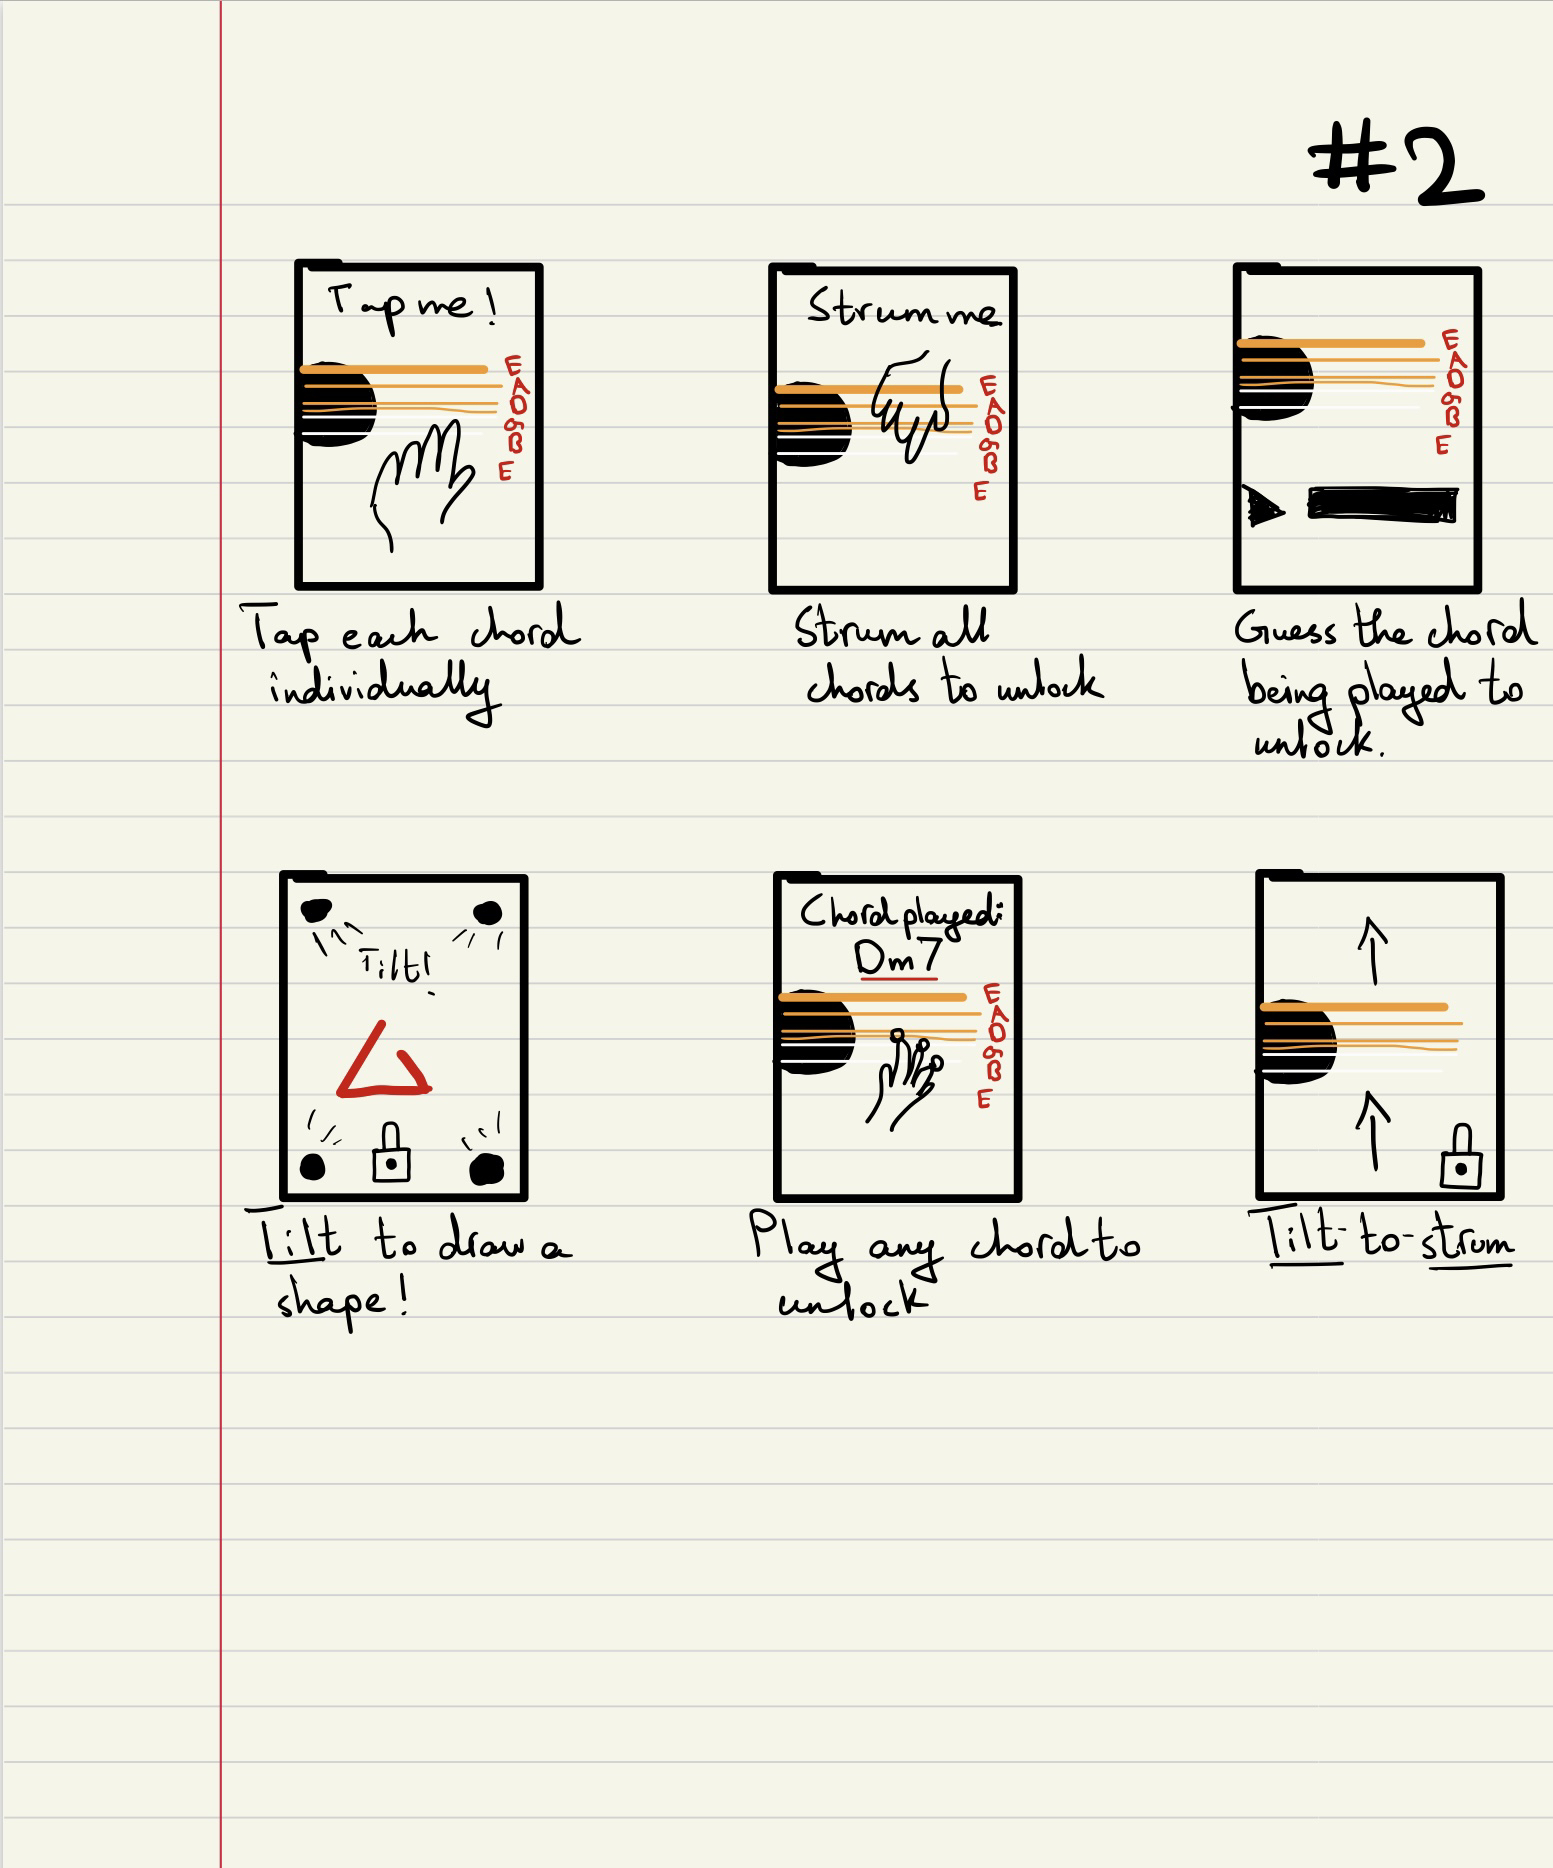 #2
Tap me!
E
A
D
G
B
E
Tap each chord
individually
Strum me
E
A
D
G
B
E
Strum all
chords to unlock
E
A
D
G
B
E
Guess the chord
being played to
unlock.
Tilt!
Tilt to draw a
shape!
Chord played:
Dm7
E
A
D
G
B
E
Play any chord to
unlock
Tilt-to-strum